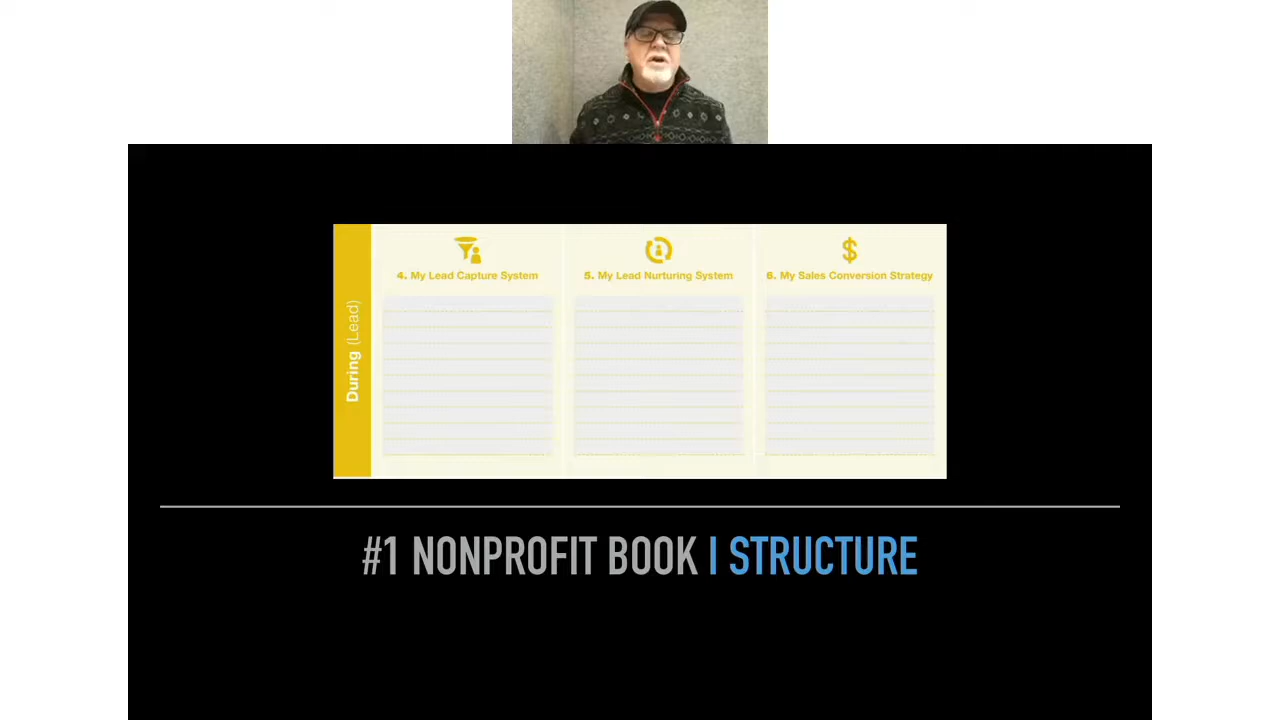 4. My Lead Capture System
5. My Lead Nurturing System
6. My Sales Conversion Strategy
During (Lead)
#1 NONPROFIT BOOK | STRUCTURE